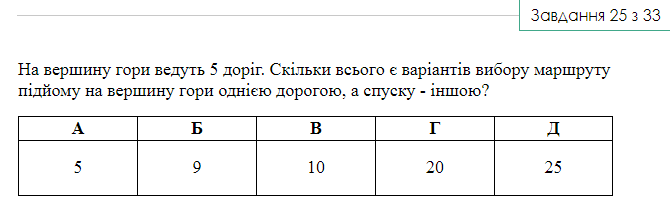 Завдання 25 з 33
На вершину гори ведуть 5 доріг. Скільки всього є варіантів вибору маршруту
підйому на вершину гори однією дорогою, а спуску - іншою?
А Б В Г Д
5 9 10 20 25